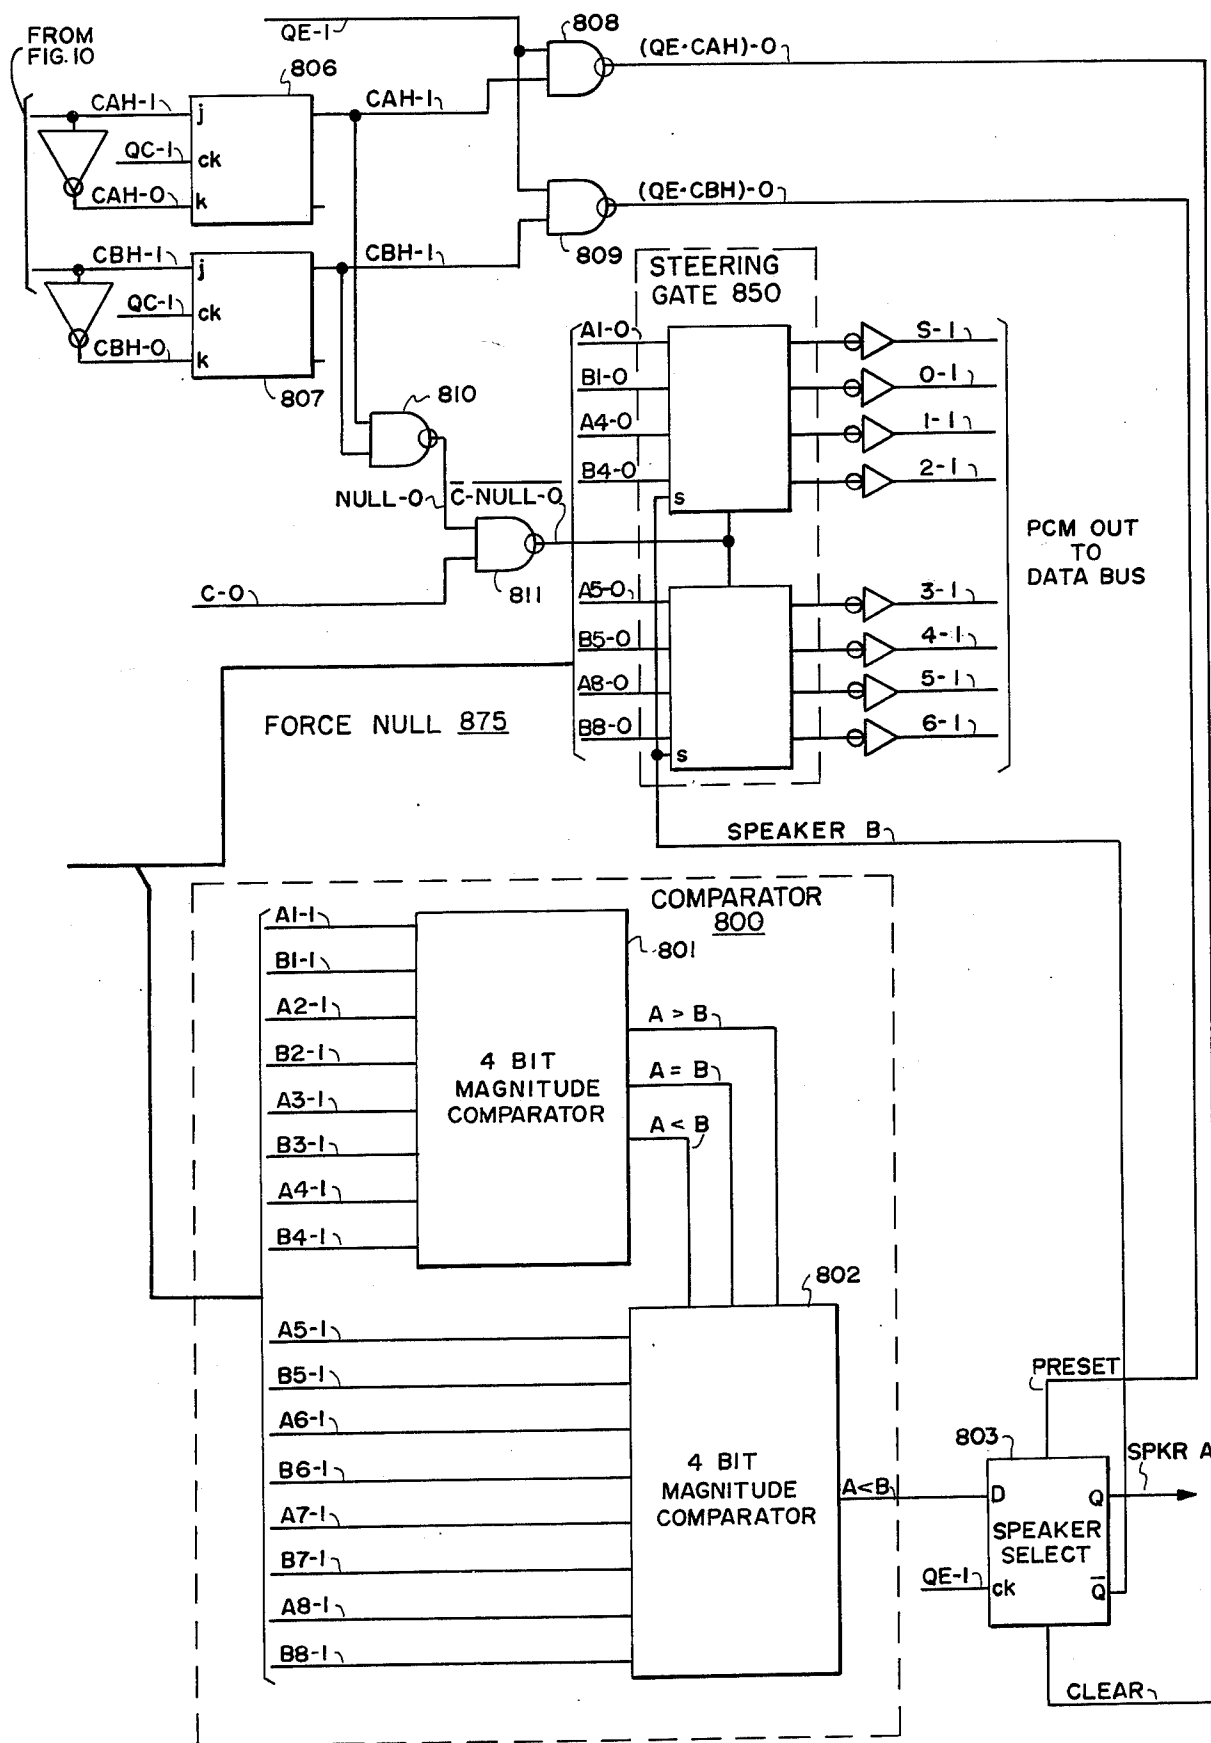 FROM
FIG. 10
QE-1
808
(QE·CAH)-0
806
CAH-1
j
CAH-1
QC-1
ck
CAH-0
k
(QE·CBH)-0
809
CBH-1
j
CBH-1
QC-1
ck
CBH-0
k
807
STEERING
GATE 850
A1-0
S-1
B1-0
0-1
A4-0
1-1
B4-0
2-1
s
810
NULL-0
C-NULL-0
811
C-0
PCM OUT
TO
DATA BUS
A5-0
3-1
B5-0
4-1
A8-0
5-1
B8-0
6-1
s
FORCE NULL 875
SPEAKER B
COMPARATOR
800
A1-1
801
B1-1
A2-1
A > B
B2-1
A = B
A3-1
A < B
B3-1
A4-1
B4-1
4 BIT
MAGNITUDE
COMPARATOR
802
A5-1
B5-1
A6-1
B6-1
A7-1
B7-1
A8-1
B8-1
4 BIT
MAGNITUDE
COMPARATOR
A<B
PRESET
803
SPKR A
D
Q
SPEAKER
SELECT
QE-1
ck
Q̅
CLEAR